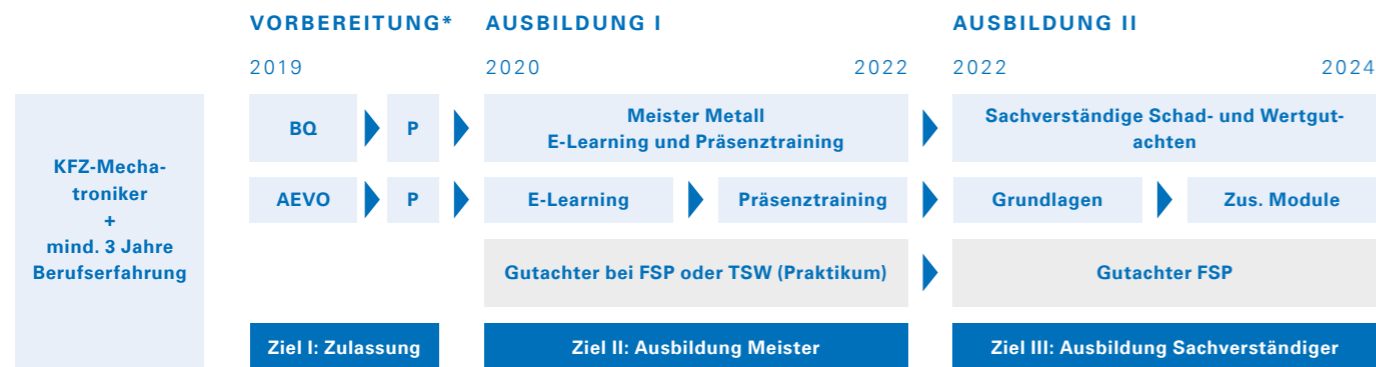 VORBEREITUNG*
AUSBILDUNG I
AUSBILDUNG II
2019
2020
2022
2022
2024
KFZ-Mecha-
troniker
+
mind. 3 Jahre
Berufserfahrung
BQ
P
Meister Metall
E-Learning und Präsenztraining
Sachverständige Schad- und Wertgut-
achten
AEVO
P
E-Learning
Präsenztraining
Grundlagen
Zus. Module
Gutachter bei FSP oder TSW (Praktikum)
Gutachter FSP
Ziel I: Zulassung
Ziel II: Ausbildung Meister
Ziel III: Ausbildung Sachverständiger